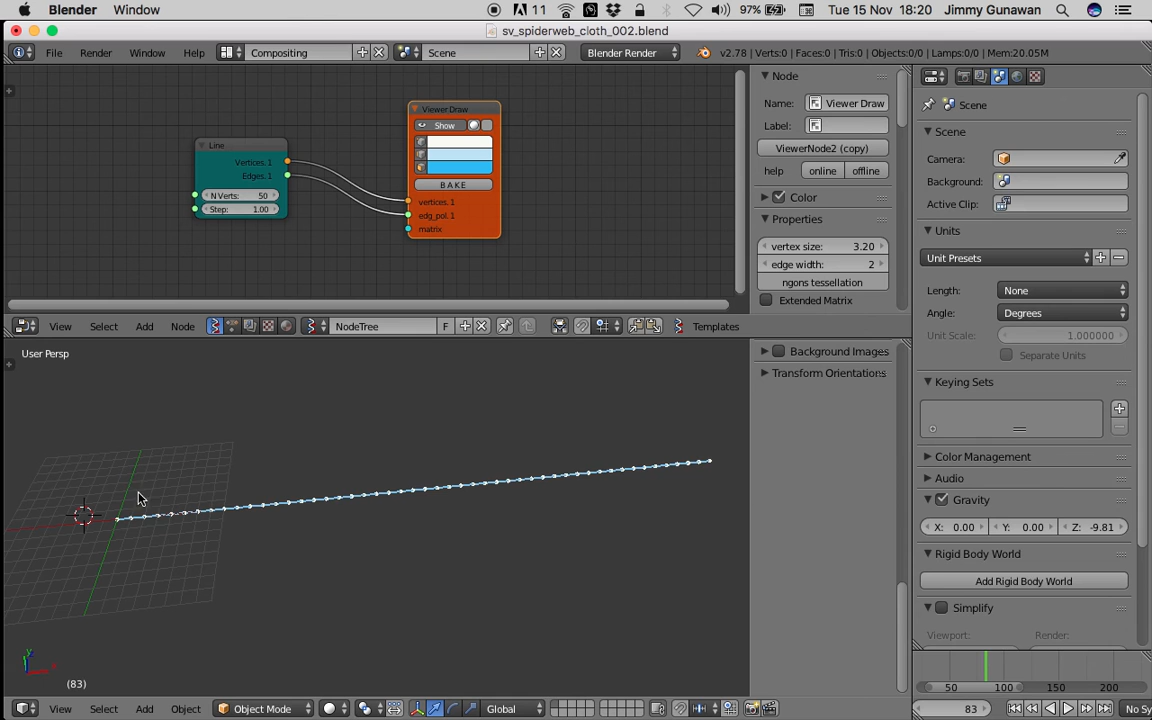 Blender Window 11 97% Tue 15 Nov 18:20 Jimmy Gunawan
sv_spiderweb_cloth_002.blend
File Render Window Help Compositing Scene Blender Render v2.78 | Verts:0 | Faces:0 | Tris:0 | Objects:0/0 | Lamps:0/0 | Mem:20.05M
Line
Vertices. 1
Edges. 1
N Verts: 50
Step: 1.00
Viewer Draw
Show
BAKE
vertices. 1
edg_pol. 1
matrix
Node
Name: Viewer Draw
Label:
ViewerNode2 (copy)
help online offline
Color
Properties
vertex size: 3.20
edge width: 2
ngons tessellation
Extended Matrix
View Select Add Node NodeTree F Templates
User Persp
Background Images
Transform Orientations
y
x
(83)
View Select Add Object Object Mode Global
Scene
Scene
Camera:
Background:
Active Clip:
Units
Unit Presets
Length: None
Angle: Degrees
Unit Scale: 1.000000
Separate Units
Keying Sets
Color Management
Audio
Gravity
X: 0.00 Y: 0.00 Z: -9.81
Rigid Body World
Add Rigid Body World
Simplify
Viewport: Render:
50 100 150 200
83 No Sy